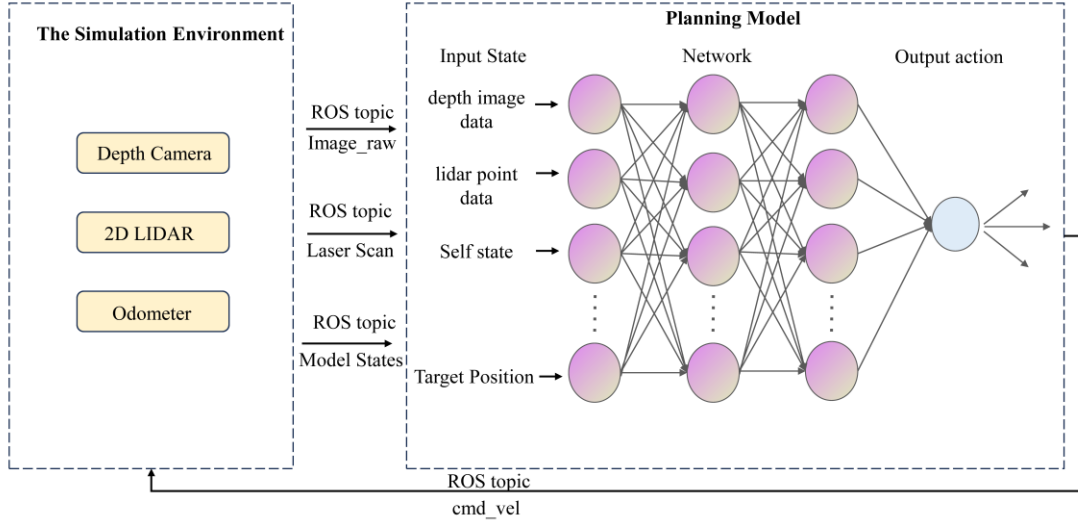 The Simulation Environment
Depth Camera
2D LIDAR
Odometer
ROS topic
Image_raw
ROS topic
Laser Scan
ROS topic
Model States
Planning Model
Input State
Network
Output action
depth image
data
lidar point
data
Self state
Target Position
ROS topic
cmd_vel